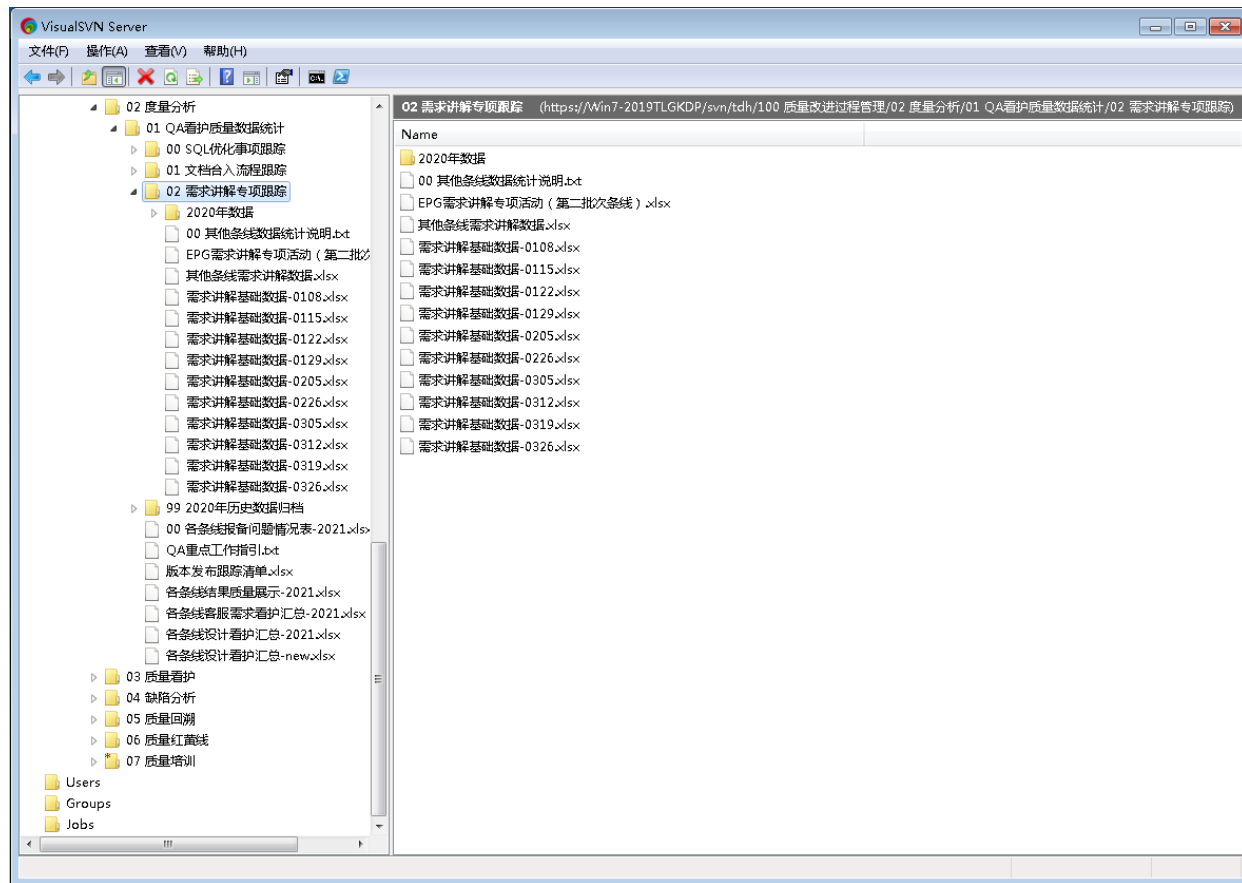 VisualSVN Server
文件(F) 操作(A) 查看(V) 帮助(H)
02 度量分析
01 QA看护质量数据统计
00 SQL优化事项跟踪
01 文档合入流程跟踪
02 需求讲解专项跟踪
2020年数据
00 其他条线数据统计说明.txt
EPG需求讲解专项活动（第二批次
其他条线需求讲解数据.xlsx
需求讲解基础数据-0108.xlsx
需求讲解基础数据-0115.xlsx
需求讲解基础数据-0122.xlsx
需求讲解基础数据-0129.xlsx
需求讲解基础数据-0205.xlsx
需求讲解基础数据-0226.xlsx
需求讲解基础数据-0305.xlsx
需求讲解基础数据-0312.xlsx
需求讲解基础数据-0319.xlsx
需求讲解基础数据-0326.xlsx
99 2020年历史数据归档
00 各条线报备问题情况表-2021.xls
QA重点工作指引.txt
版本发布跟踪清单.xlsx
各条线结果质量展示-2021.xlsx
各条线客服需求看护汇总-2021.xlsx
各条线设计看护汇总-2021.xlsx
各条线设计看护汇总-new.xlsx
03 质量看护
04 缺陷分析
05 质量回溯
06 质量红黄线
07 质量培训
Users
Groups
Jobs
02 需求讲解专项跟踪 (https://Win7-2019TLGKDP/svn/tdh/100 质量改进过程管理/02 度量分析/01 QA看护质量数据统计/02 需求讲解专项跟踪)
Name
2020年数据
00 其他条线数据统计说明.txt
EPG需求讲解专项活动（第二批次条线）.xlsx
其他条线需求讲解数据.xlsx
需求讲解基础数据-0108.xlsx
需求讲解基础数据-0115.xlsx
需求讲解基础数据-0122.xlsx
需求讲解基础数据-0129.xlsx
需求讲解基础数据-0205.xlsx
需求讲解基础数据-0226.xlsx
需求讲解基础数据-0305.xlsx
需求讲解基础数据-0312.xlsx
需求讲解基础数据-0319.xlsx
需求讲解基础数据-0326.xlsx